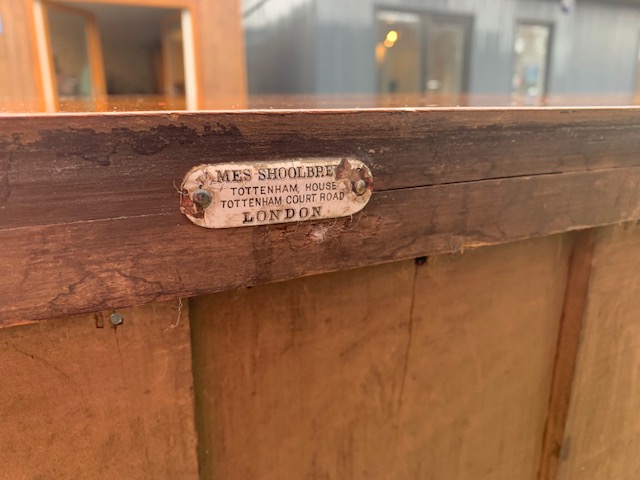 MES SHOOLBRE
TOTTENHAM, HOUSE
TOTTENHAM COURT ROAD
LONDON